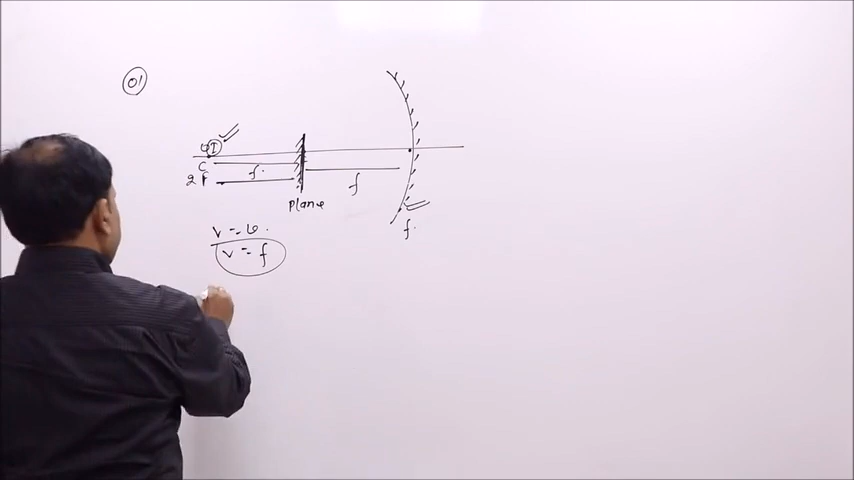 01
I
C
f.
2F
f
plane
f.
v = f